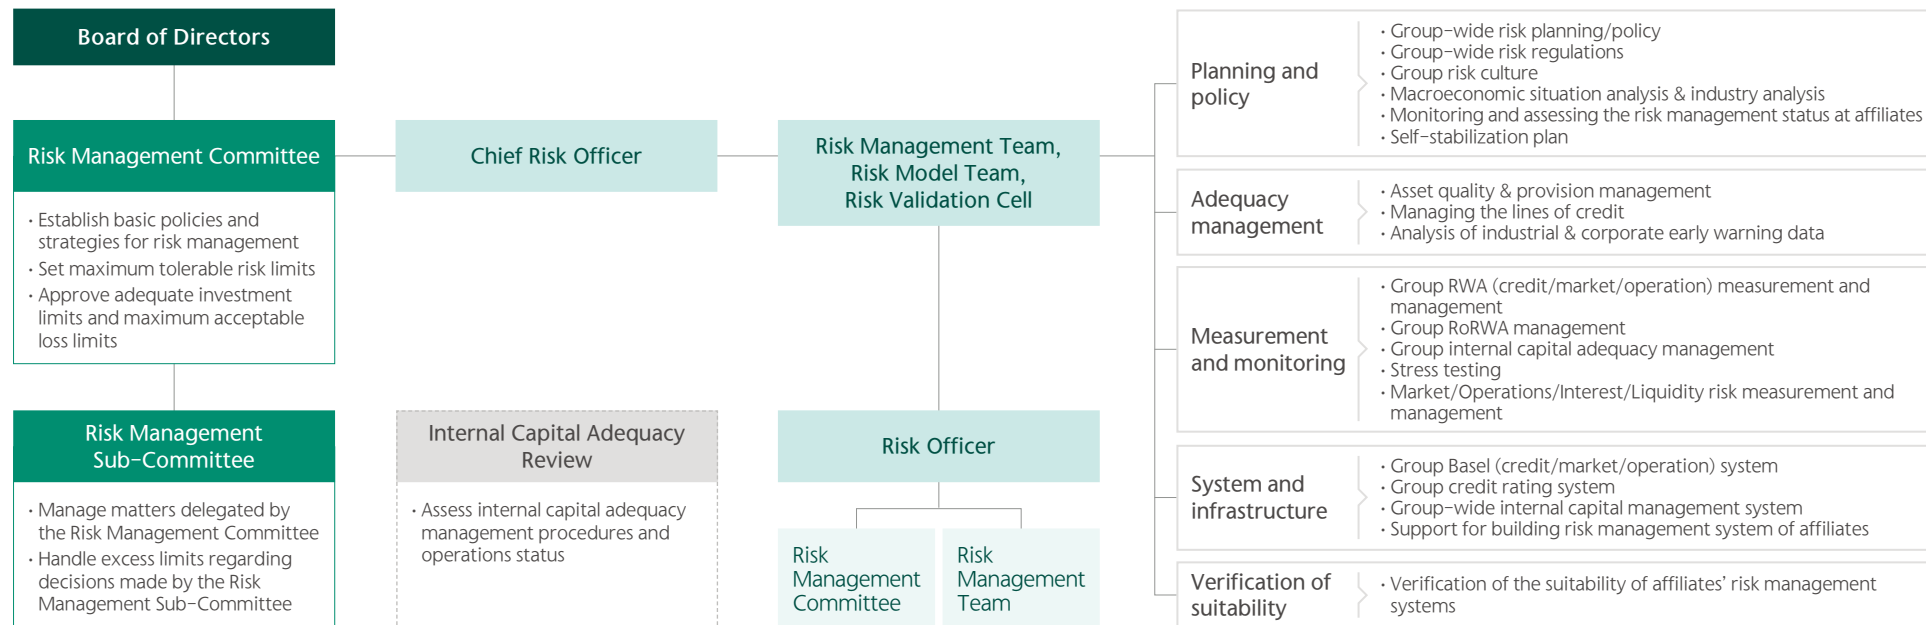 Board of Directors
Risk Management Committee
· Establish basic policies and
strategies for risk management
· Set maximum tolerable risk limits
· Approve adequate investment
limits and maximum acceptable
loss limits
Risk Management
Sub-Committee
· Manage matters delegated by
the Risk Management Committee
· Handle excess limits regarding
decisions made by the Risk
Management Sub-Committee
Chief Risk Officer
Internal Capital Adequacy
Review
· Assess internal capital adequacy
management procedures and
operations status
Risk Management Team,
Risk Model Team,
Risk Validation Cell
Risk Officer
Risk
Management
Committee
Risk
Management
Team
Planning and
policy
· Group-wide risk planning/policy
· Group-wide risk regulations
· Group risk culture
· Macroeconomic situation analysis & industry analysis
· Monitoring and assessing the risk management status at affiliates
· Self-stabilization plan
Adequacy
management
· Asset quality & provision management
· Managing the lines of credit
· Analysis of industrial & corporate early warning data
Measurement
and monitoring
· Group RWA (credit/market/operation) measurement and
management
· Group RoRWA management
· Group internal capital adequacy management
· Stress testing
· Market/Operations/Interest/Liquidity risk measurement and
management
System and
infrastructure
· Group Basel (credit/market/operation) system
· Group credit rating system
· Group-wide internal capital management system
· Support for building risk management system of affiliates
Verification of
suitability
· Verification of the suitability of affiliates' risk management
systems